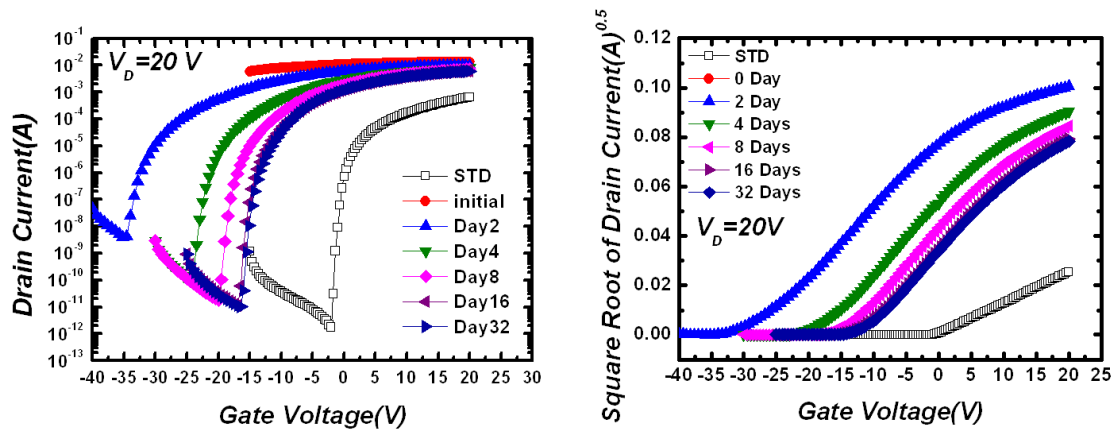 Drain Current(A)
10⁻¹
10⁻²
10⁻³
10⁻⁴
10⁻⁵
10⁻⁶
10⁻⁷
10⁻⁸
10⁻⁹
10⁻¹⁰
10⁻¹¹
10⁻¹²
10⁻¹³
V_D=20 V
STD
initial
Day2
Day4
Day8
Day16
Day32
-40 -35 -30 -25 -20 -15 -10 -5 0 5 10 15 20 25 30
Gate Voltage(V)
Square Root of Drain Current(A)^0.5
0.12
0.10
0.08
0.06
0.04
0.02
0.00
STD
0 Day
2 Day
4 Days
8 Days
16 Days
32 Days
V_D=20V
-40 -35 -30 -25 -20 -15 -10 -5 0 5 10 15 20 25
Gate Voltage(V)